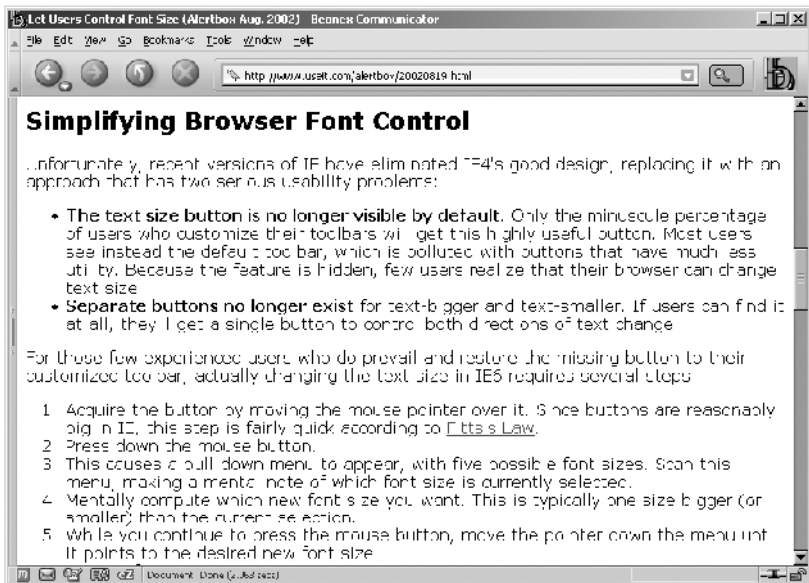 Let Users Control Font Size (Alertbox Aug. 2002) - Beonex Communicator
File Edit View Go Bookmarks Tools Window Help
http://www.useit.com/alertbox/20020819.html
Simplifying Browser Font Control
Unfortunately, recent versions of IE have eliminated IE4's good design, replacing it with an
approach that has two serious usability problems:
• The text size button is no longer visible by default. Only the minuscule percentage
of users who customize their toolbars will get this highly useful button. Most users
see instead the default toolbar, which is polluted with buttons that have much less
utility. Because the feature is hidden, few users realize that their browser can change
text size
• Separate buttons no longer exist for text-bigger and text-smaller. If users can find it
at all, they'll get a single button to control both directions of text change
For those few experienced users who do prevail and restore the missing button to their
customized toolbar, actually changing the text size in IE6 requires several steps
1 Acquire the button by moving the mouse pointer over it. Since buttons are reasonably
big in IE, this step is fairly quick according to Fitts's Law.
2 Press down the mouse button.
3 This causes a pull down menu to appear, with five possible font sizes. Scan this
menu, making a mental note of which font size is currently selected.
4 Mentally compute which new font size you want. This is typically one size bigger (or
smaller) than the current selection.
5 While you continue to press the mouse button, move the pointer down the menu until
it points to the desired new font size
Document: Done (2.363 secs)